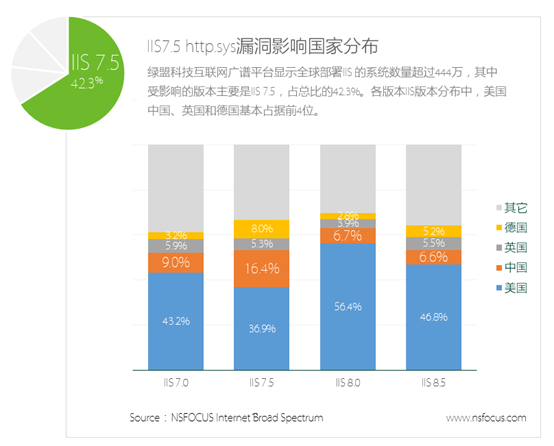 IIS 7.5
42.3%
IIS7.5 http.sys漏洞影响国家分布
绿盟科技互联网广谱平台显示全球部署IIS 的系统数量超过444万，其中
受影响的版本主要是IIS 7.5，占总比的42.3%。各版本IIS版本分布中，美国
中国、英国和德国基本占据前4位。
3.2%
5.9%
9.0%
43.2%
8.0%
5.3%
16.4%
36.9%
2.8%
3.9%
6.7%
56.4%
5.2%
5.5%
6.6%
46.8%
其它
德国
英国
中国
美国
IIS 7.0
IIS 7.5
IIS 8.0
IIS 8.5
Source：NSFOCUS Internet Broad Spectrum
www.nsfocus.com